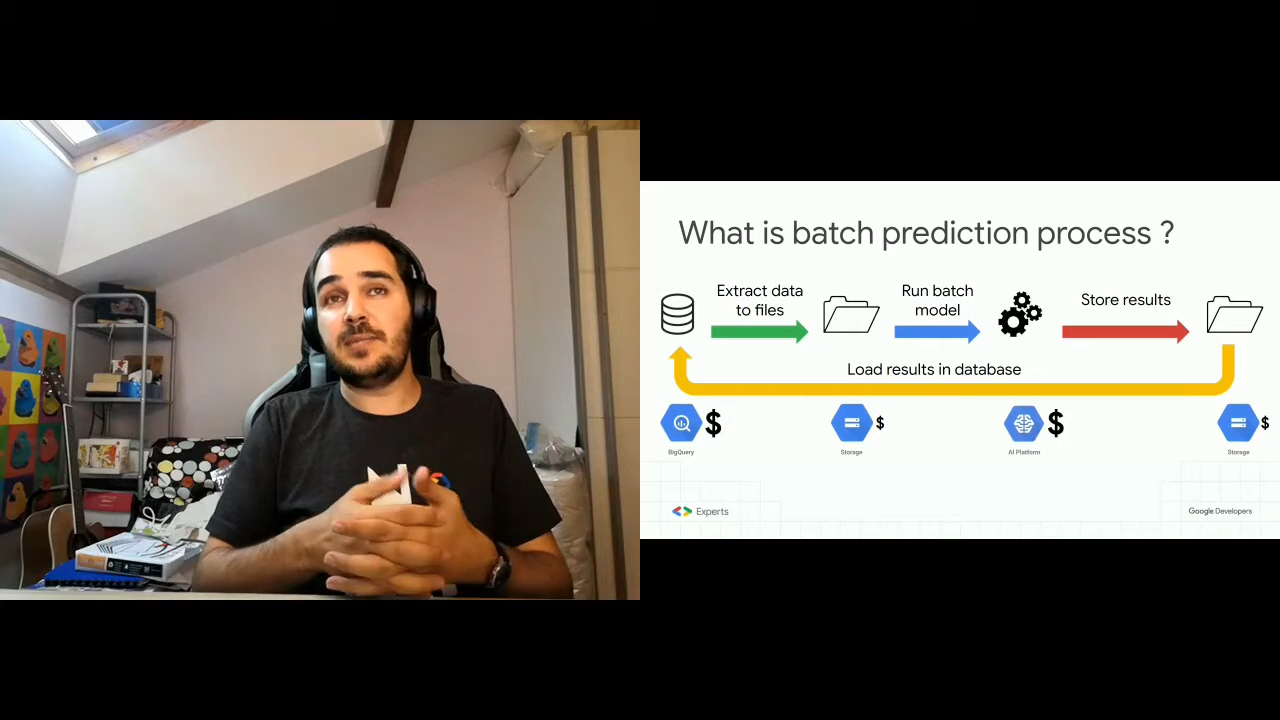 What is batch prediction process ?
Extract data
to files
Run batch
model
Store results
Load results in database
$
$
$
$
BigQuery
Storage
AI Platform
Storage
Experts
Google Developers